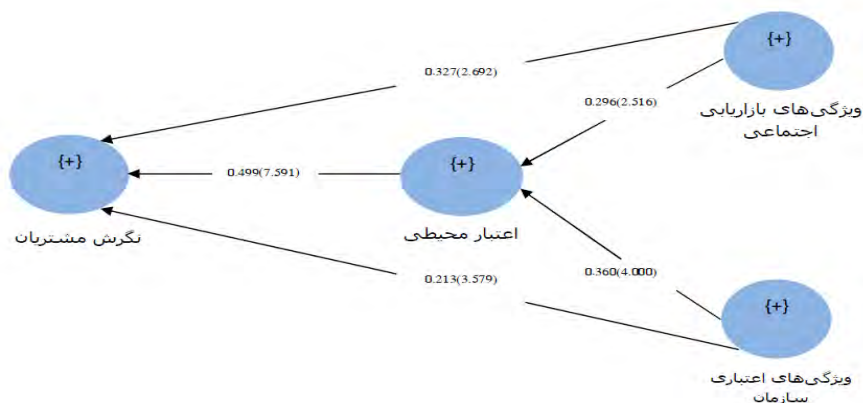 {+}
0.327(2.692)
ویژگی‌های بازاریابی
اجتماعی
0.296(2.516)
{+}
{+}
0.499(7.591)
نگرش مشتریان
اعتبار محیطی
0.360(4.000)
0.213(3.579)
{+}
ویژگی‌های اعتباری
سازمان